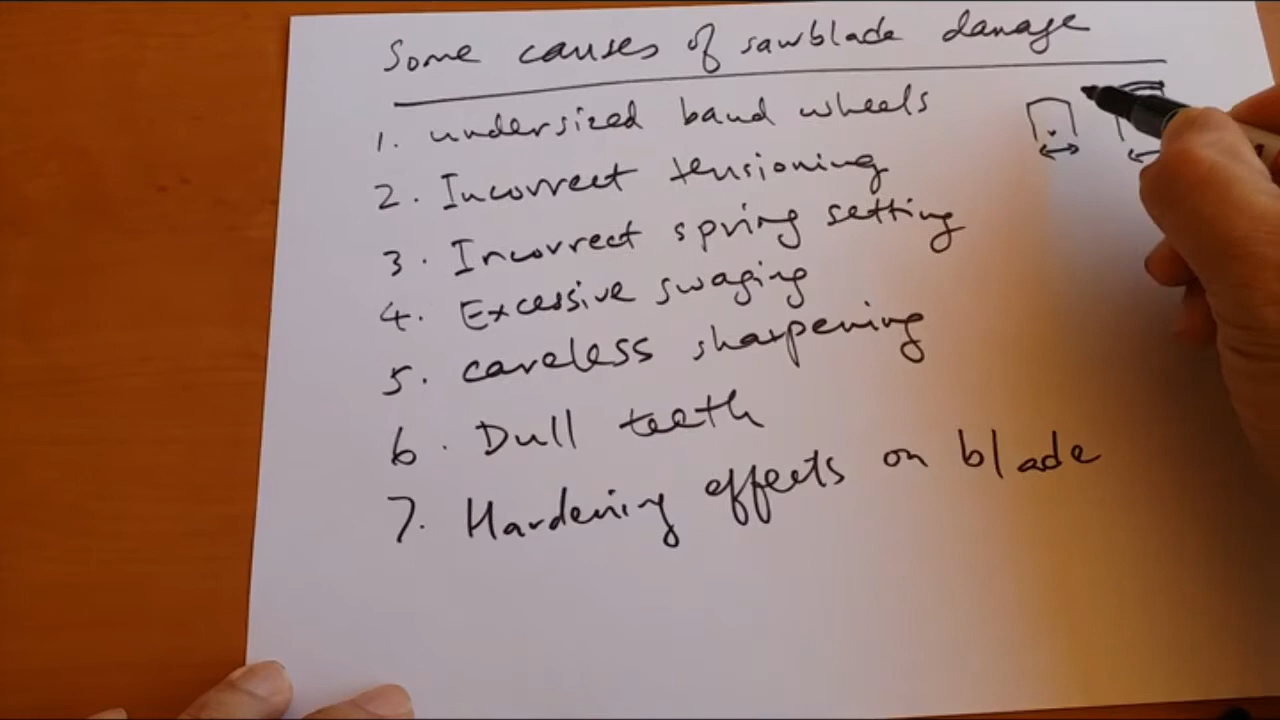 Some causes of sawblade damage
1. undersized band wheels
2. Incorrect tensioning
3. Incorrect spring setting
4. Excessive swaging
5. careless sharpening
6. Dull teeth
7. Hardening effects on blade